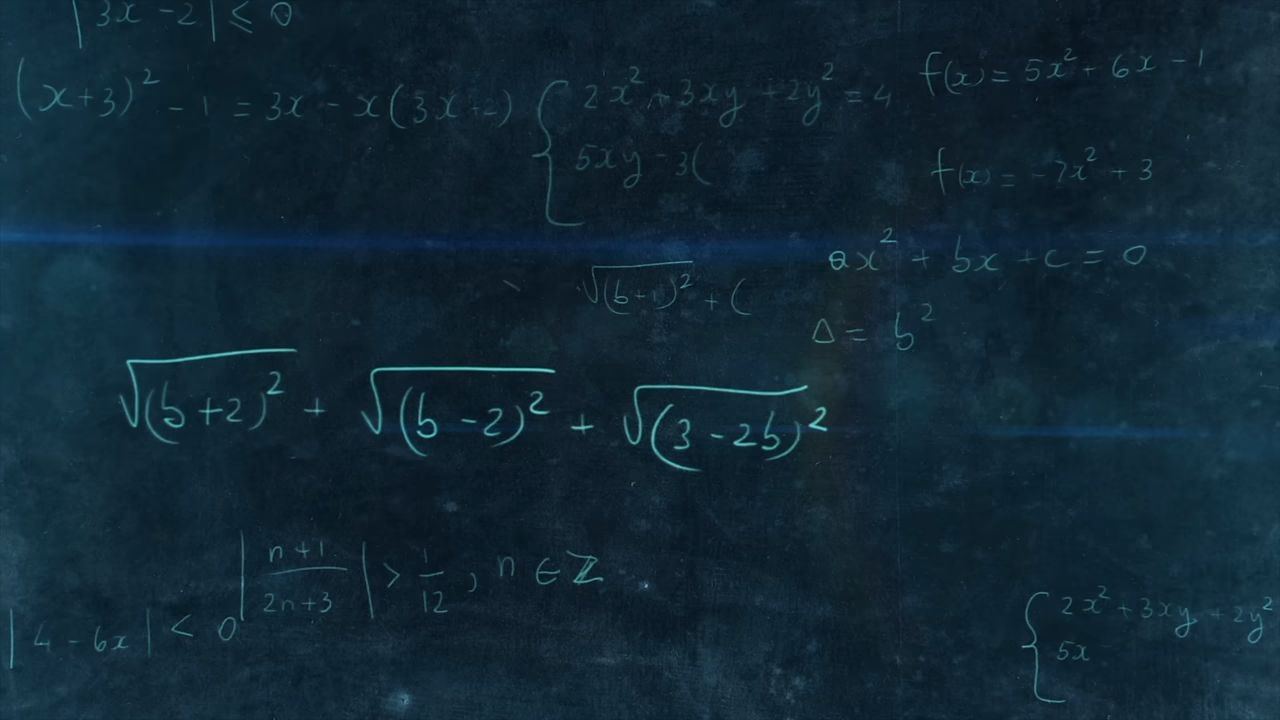 |3x - 2| ⩽ 0
(x+3)² - 1 = 3x - x(3x+2)
{ 2x² + 3xy + 2y² = 4
5xy - 3(
f(x) = 5x² + 6x - 1
f(x) = -7x² + 3
ax² + bx + c = 0
Δ = b²
√(b+1)² + (
√(b+2)² + √(b-2)² + √(3-2b)²
|n+1 / 2n+3| > 1/12, n ∈ ℤ
|4 - 6x| < 0
{ 2x² + 3xy + 2y²
5x